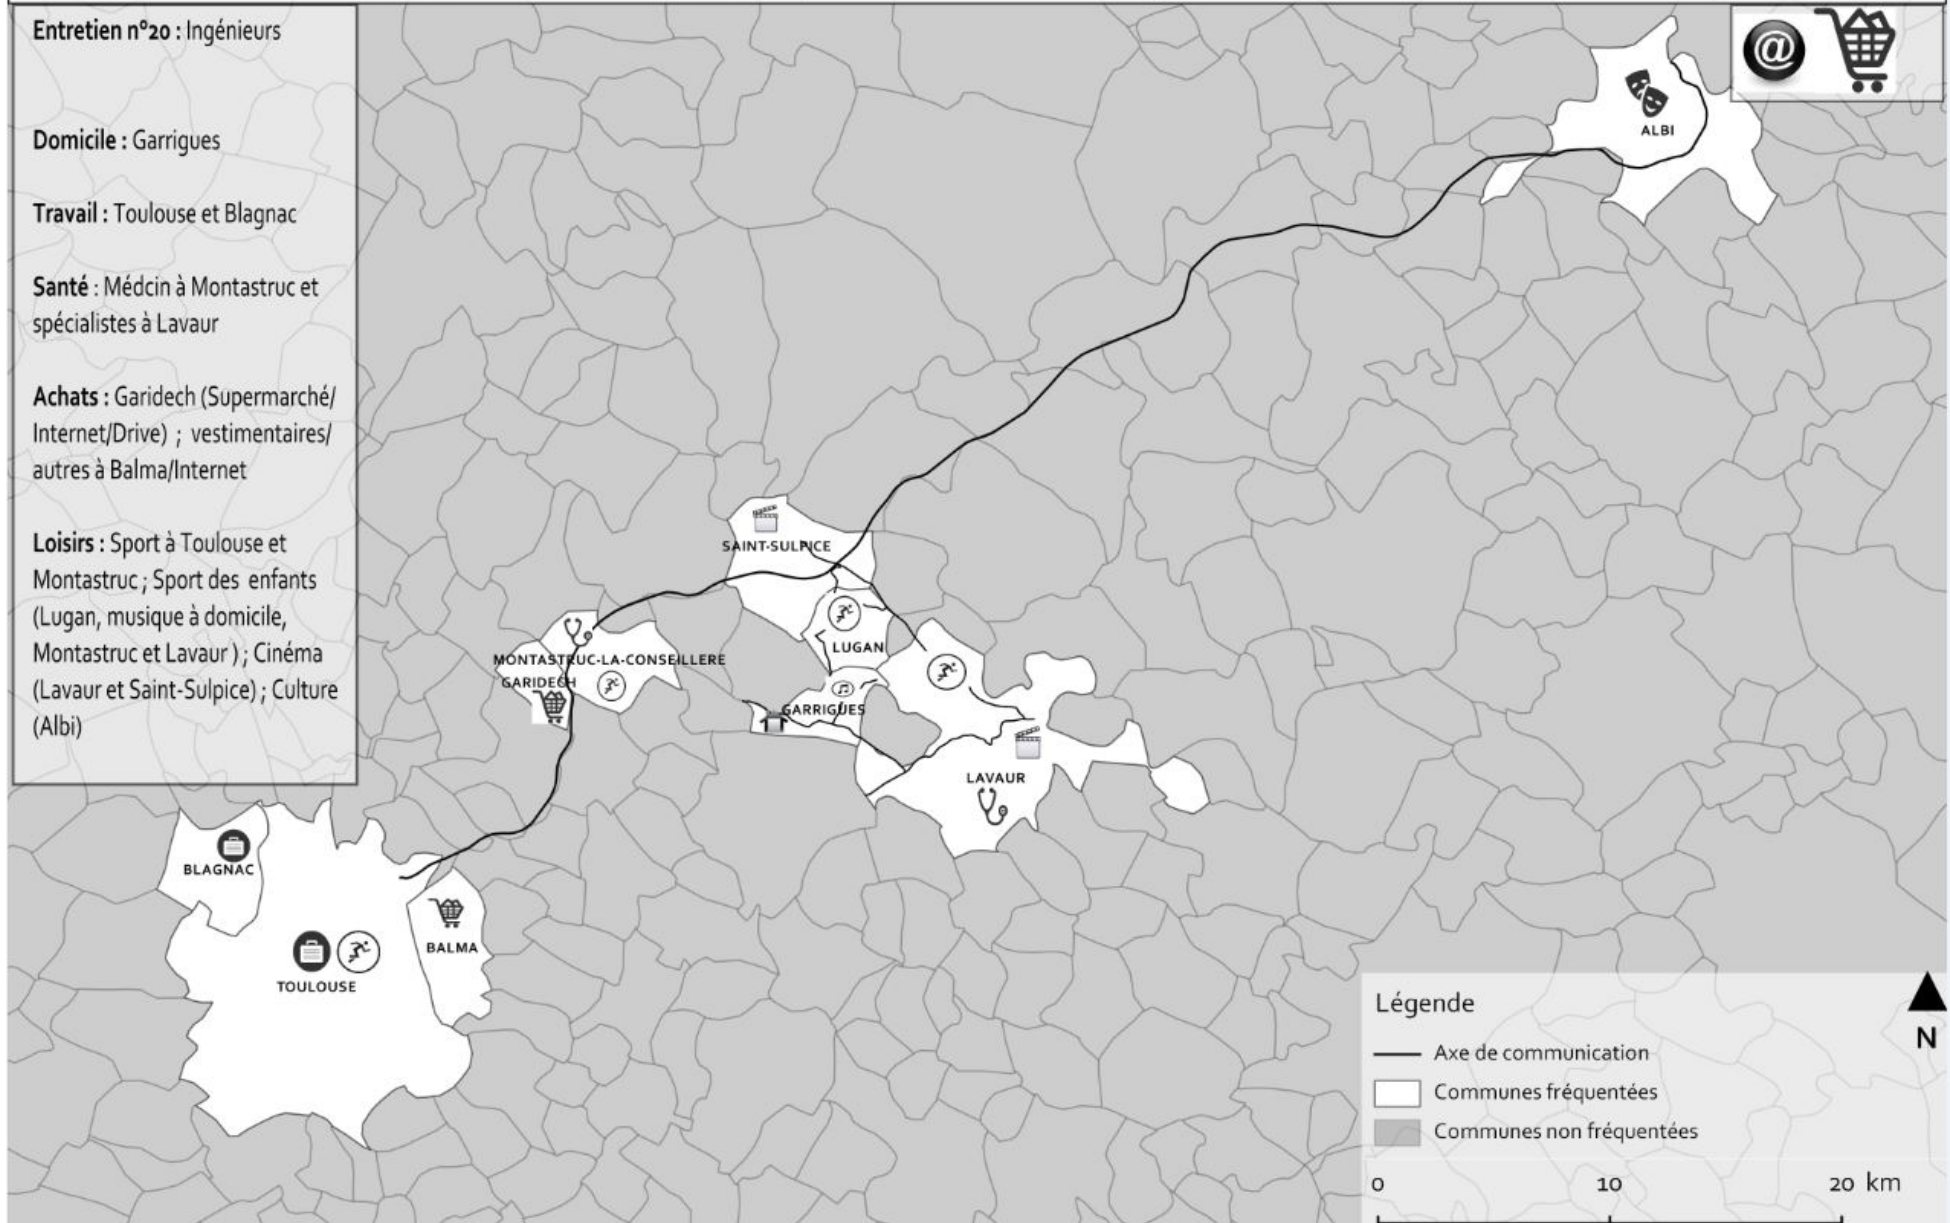 Entretien n°20 : Ingénieurs
Domicile : Garrigues
Travail : Toulouse et Blagnac
Santé : Médcin à Montastruc et
spécialistes à Lavaur
Achats : Garidech (Supermarché/
Internet/Drive) ; vestimentaires/
autres à Balma/Internet
Loisirs : Sport à Toulouse et
Montastruc ; Sport des enfants
(Lugan, musique à domicile,
Montastruc et Lavaur ) ; Cinéma
(Lavaur et Saint-Sulpice) ; Culture
(Albi)
@
ALBI
SAINT-SULPICE
LUGAN
MONTASTRUC-LA-CONSEILLERE
GARIDECH
GARRIGUES
LAVAUR
BLAGNAC
BALMA
TOULOUSE
Légende
Axe de communication
Communes fréquentées
Communes non fréquentées
N
0 10 20 km